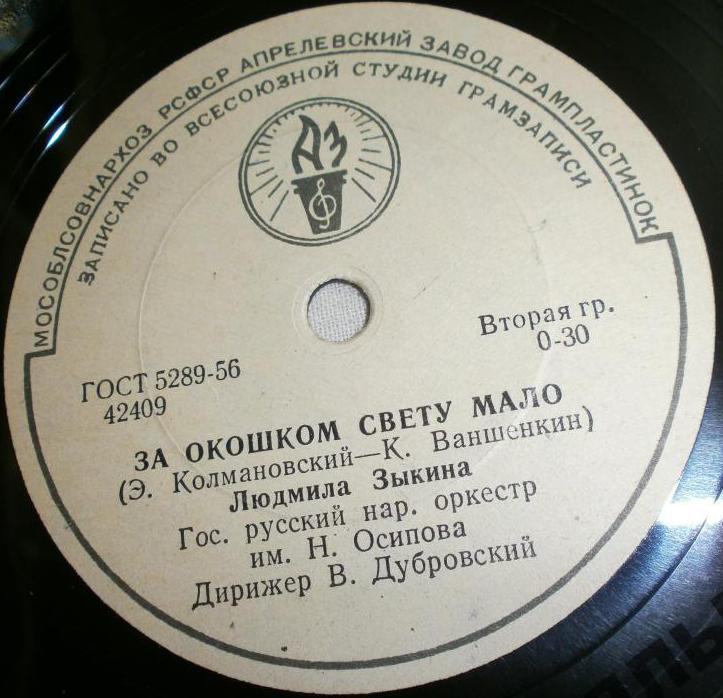 МОСОБЛСОВНАРХОЗ РСФСР АПРЕЛЕВСКИЙ ЗАВОД ГРАМПЛАСТИНОК
ЗАПИСАНО ВО ВСЕСОЮЗНОЙ СТУДИИ ГРАМЗАПИСИ
АЗ
Вторая гр.
0-30
ГОСТ 5289-56
42409
ЗА ОКОШКОМ СВЕТУ МАЛО
(Э. Колмановский—К. Ваншенкин)
Людмила Зыкина
Гос. русский нар. оркестр
им. Н. Осипова
Дирижер В. Дубровский